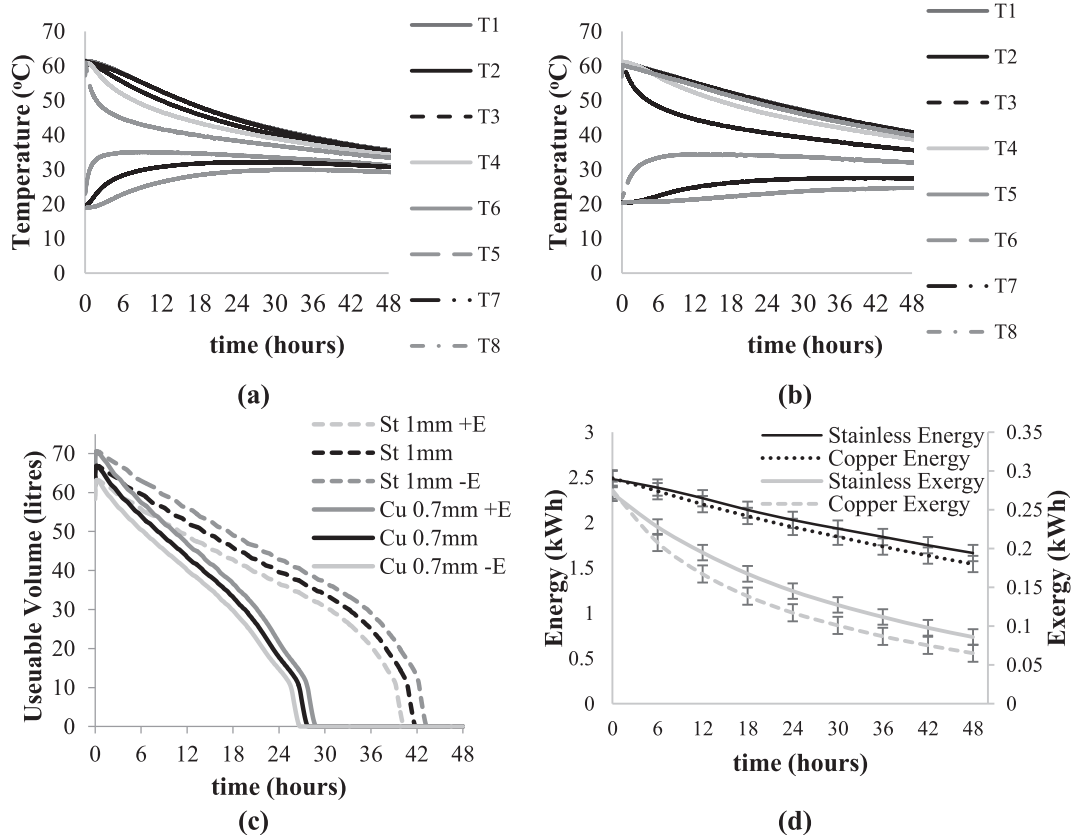 70
60
50
40
30
20
10
0
Temperature (ºC)
0 6 12 18 24 30 36 42 48
time (hours)
T1
T2
T3
T4
T6
T5
T7
T8
(a)
70
60
50
40
30
20
10
0
Temperature (ºC)
0 6 12 18 24 30 36 42 48
time (hours)
T1
T2
T3
T4
T5
T6
T7
T8
(b)
70
60
50
40
30
20
10
0
Useuable Volume (litres)
0 6 12 18 24 30 36 42 48
time (hours)
St 1mm +E
St 1mm
St 1mm -E
Cu 0.7mm +E
Cu 0.7mm
Cu 0.7mm -E
(c)
3
2.5
2
1.5
1
0.5
0
Energy (kWh)
0 6 12 18 24 30 36 42 48
time (hours)
Stainless Energy
Copper Energy
Stainless Exergy
Copper Exergy
0.35
0.3
0.25
0.2
0.15
0.1
0.05
0
Exergy (kWh)
(d)